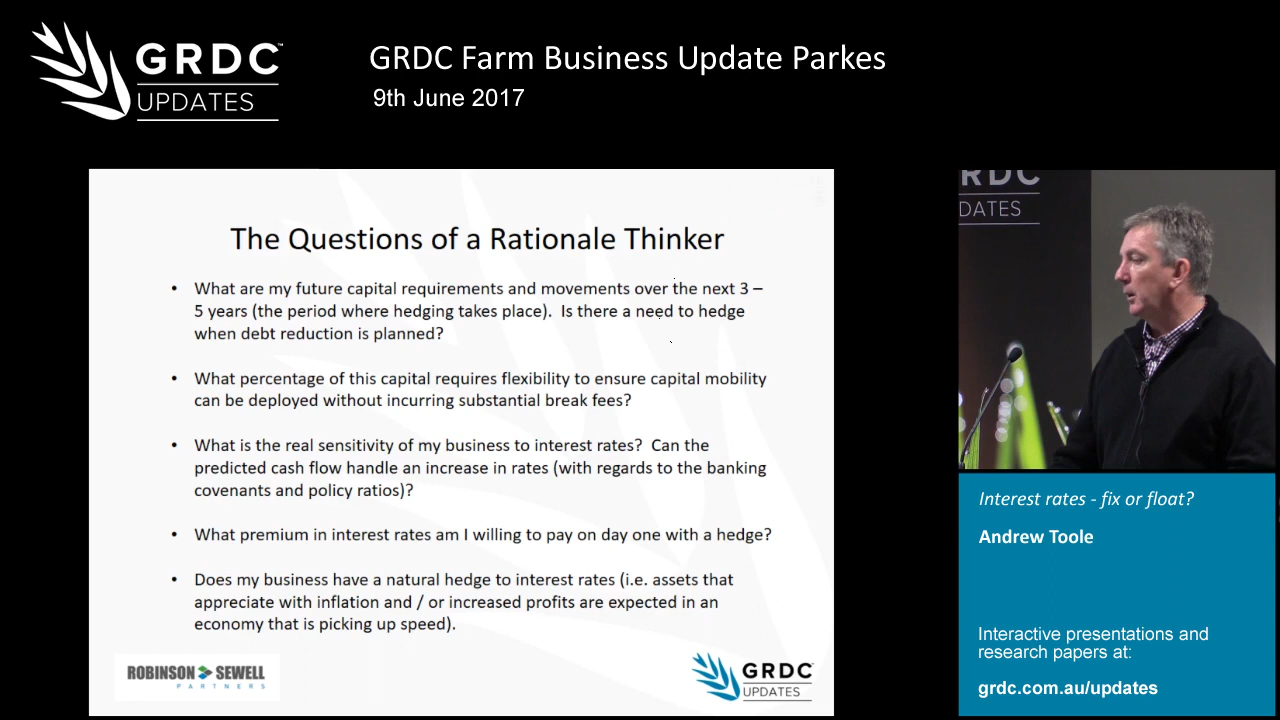 GRDC™
UPDATES
GRDC Farm Business Update Parkes
9th June 2017
The Questions of a Rationale Thinker
• What are my future capital requirements and movements over the next 3 –
5 years (the period where hedging takes place). Is there a need to hedge
when debt reduction is planned?
• What percentage of this capital requires flexibility to ensure capital mobility
can be deployed without incurring substantial break fees?
• What is the real sensitivity of my business to interest rates? Can the
predicted cash flow handle an increase in rates (with regards to the banking
covenants and policy ratios)?
• What premium in interest rates am I willing to pay on day one with a hedge?
• Does my business have a natural hedge to interest rates (i.e. assets that
appreciate with inflation and / or increased profits are expected in an
economy that is picking up speed).
ROBINSON SEWELL
PARTNERS
GRDC
UPDATES
RDC
DATES
Interest rates - fix or float?
Andrew Toole
Interactive presentations and
research papers at:
grdc.com.au/updates